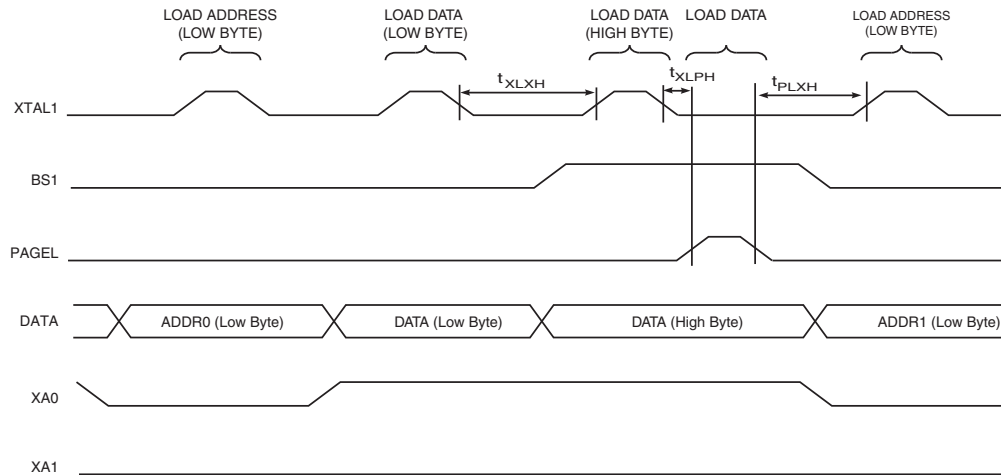 LOAD ADDRESS
(LOW BYTE)
LOAD DATA
(LOW BYTE)
LOAD DATA
(HIGH BYTE)
LOAD DATA
LOAD ADDRESS
(LOW BYTE)
tXLXH
tXLPH
tPLXH
XTAL1
BS1
PAGEL
DATA
ADDR0 (Low Byte)
DATA (Low Byte)
DATA (High Byte)
ADDR1 (Low Byte)
XA0
XA1